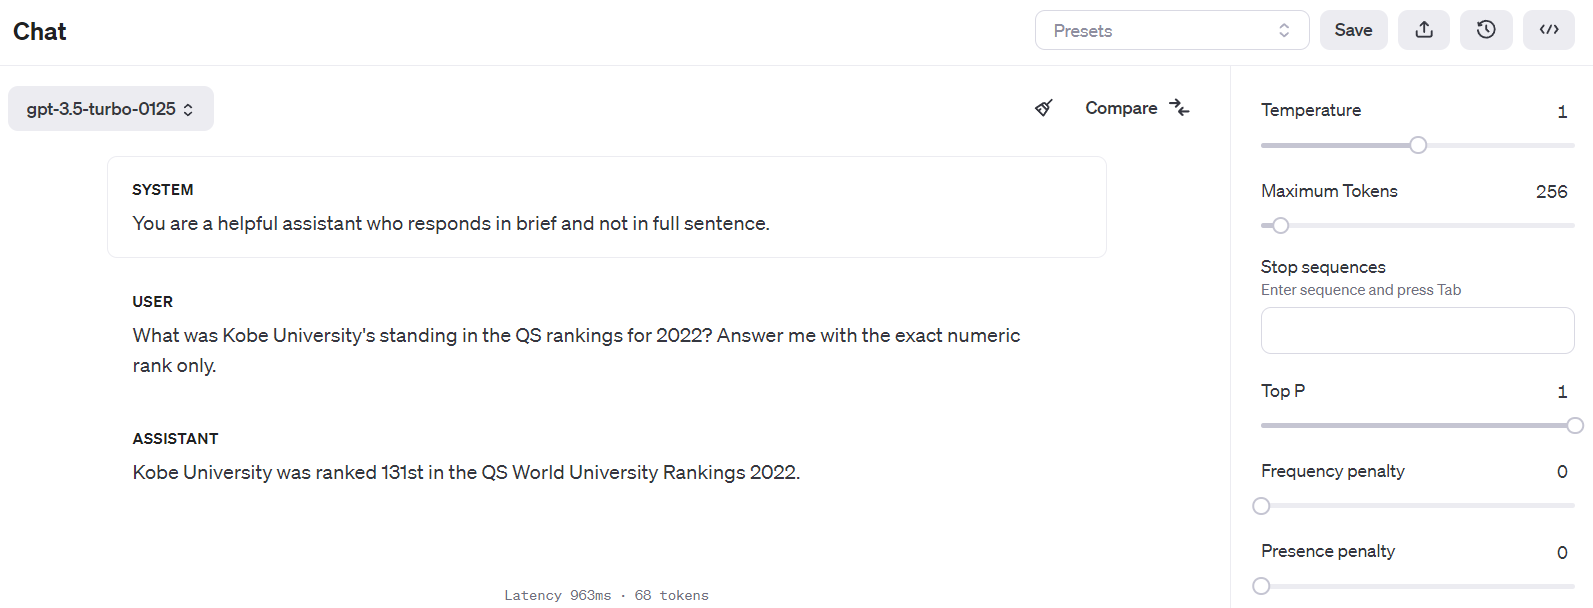 Chat
Presets
Save
gpt-3.5-turbo-0125
Compare
SYSTEM
You are a helpful assistant who responds in brief and not in full sentence.
USER
What was Kobe University's standing in the QS rankings for 2022? Answer me with the exact numeric
rank only.
ASSISTANT
Kobe University was ranked 131st in the QS World University Rankings 2022.
Latency 963ms · 68 tokens
Temperature 1
Maximum Tokens 256
Stop sequences
Enter sequence and press Tab
Top P 1
Frequency penalty 0
Presence penalty 0